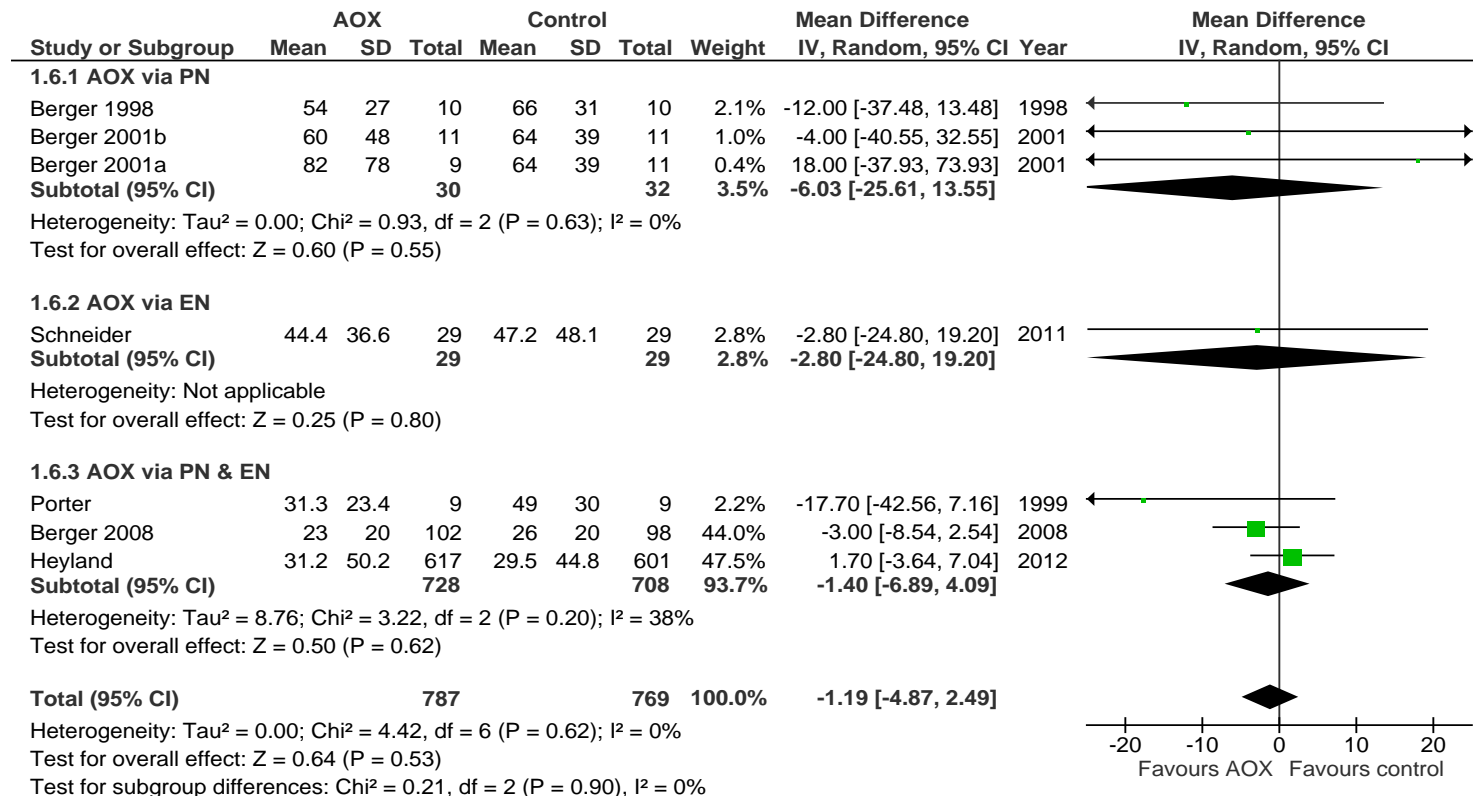 AOX Control Mean Difference Mean Difference
Study or Subgroup Mean SD Total Mean SD Total Weight IV, Random, 95% CI Year IV, Random, 95% CI
1.6.1 AOX via PN
Berger 1998 54 27 10 66 31 10 2.1% -12.00 [-37.48, 13.48] 1998
Berger 2001b 60 48 11 64 39 11 1.0% -4.00 [-40.55, 32.55] 2001
Berger 2001a 82 78 9 64 39 11 0.4% 18.00 [-37.93, 73.93] 2001
Subtotal (95% CI) 30 32 3.5% -6.03 [-25.61, 13.55]
Heterogeneity: Tau² = 0.00; Chi² = 0.93, df = 2 (P = 0.63); I² = 0%
Test for overall effect: Z = 0.60 (P = 0.55)
1.6.2 AOX via EN
Schneider 44.4 36.6 29 47.2 48.1 29 2.8% -2.80 [-24.80, 19.20] 2011
Subtotal (95% CI) 29 29 2.8% -2.80 [-24.80, 19.20]
Heterogeneity: Not applicable
Test for overall effect: Z = 0.25 (P = 0.80)
1.6.3 AOX via PN & EN
Porter 31.3 23.4 9 49 30 9 2.2% -17.70 [-42.56, 7.16] 1999
Berger 2008 23 20 102 26 20 98 44.0% -3.00 [-8.54, 2.54] 2008
Heyland 31.2 50.2 617 29.5 44.8 601 47.5% 1.70 [-3.64, 7.04] 2012
Subtotal (95% CI) 728 708 93.7% -1.40 [-6.89, 4.09]
Heterogeneity: Tau² = 8.76; Chi² = 3.22, df = 2 (P = 0.20); I² = 38%
Test for overall effect: Z = 0.50 (P = 0.62)
Total (95% CI) 787 769 100.0% -1.19 [-4.87, 2.49]
Heterogeneity: Tau² = 0.00; Chi² = 4.42, df = 6 (P = 0.62); I² = 0%
Test for overall effect: Z = 0.64 (P = 0.53)
Test for subgroup differences: Chi² = 0.21, df = 2 (P = 0.90), I² = 0%
-20 -10 0 10 20
Favours AOX Favours control